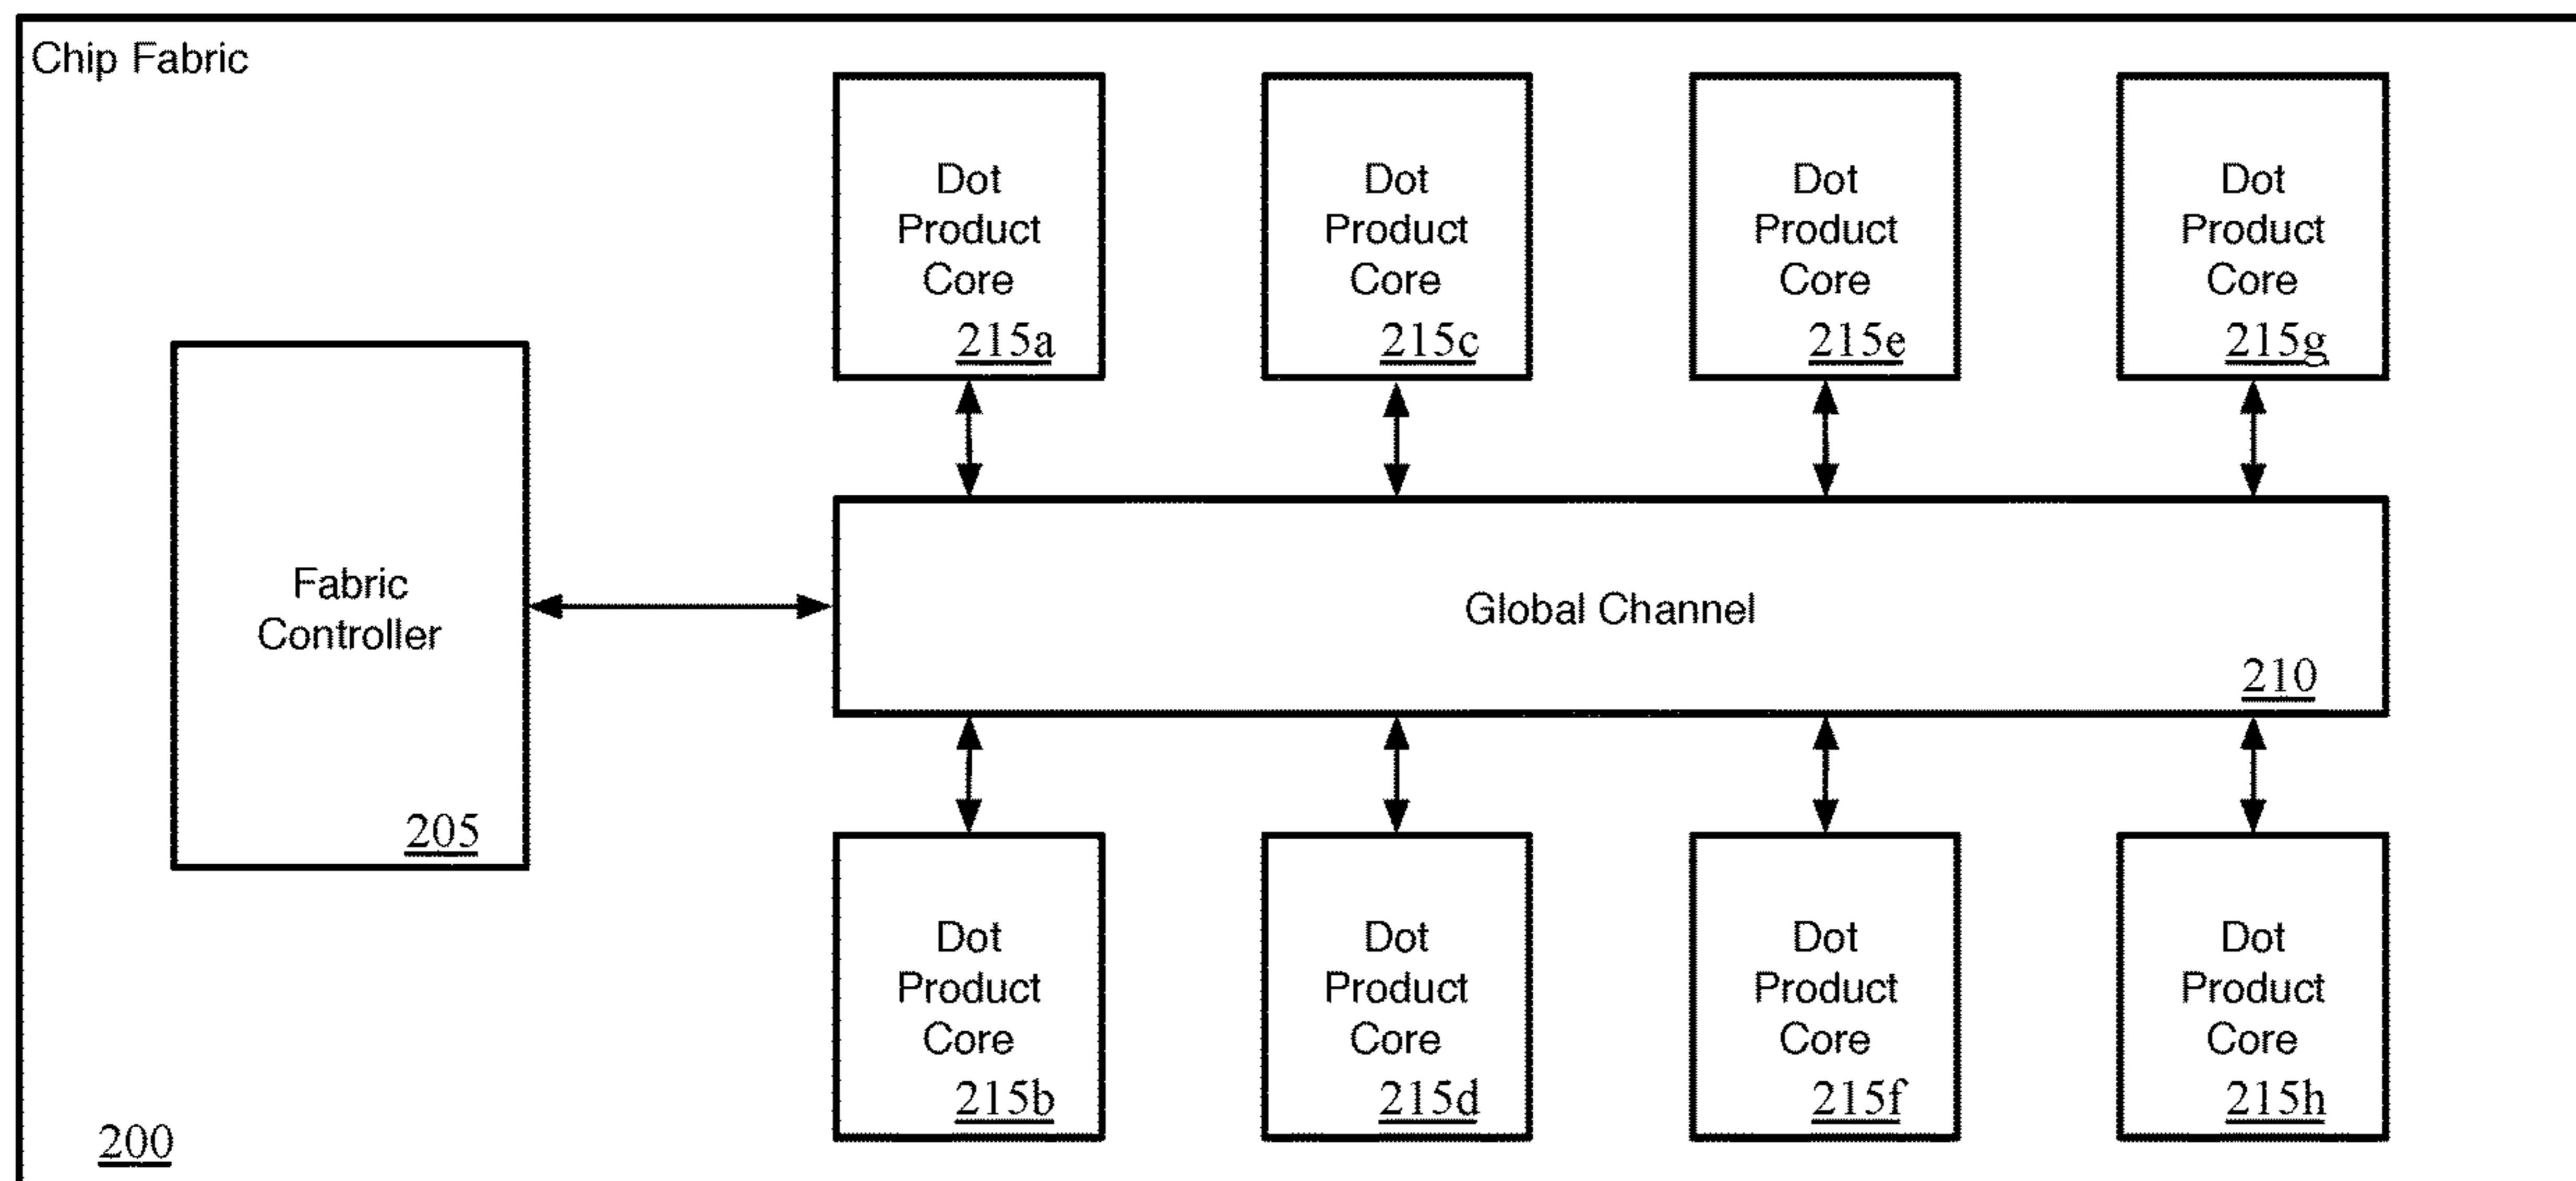 Chip Fabric
Dot
Product
Core
215a
Dot
Product
Core
215c
Dot
Product
Core
215e
Dot
Product
Core
215g
Fabric
Controller
205
Global Channel
210
Dot
Product
Core
215b
Dot
Product
Core
215d
Dot
Product
Core
215f
Dot
Product
Core
215h
200